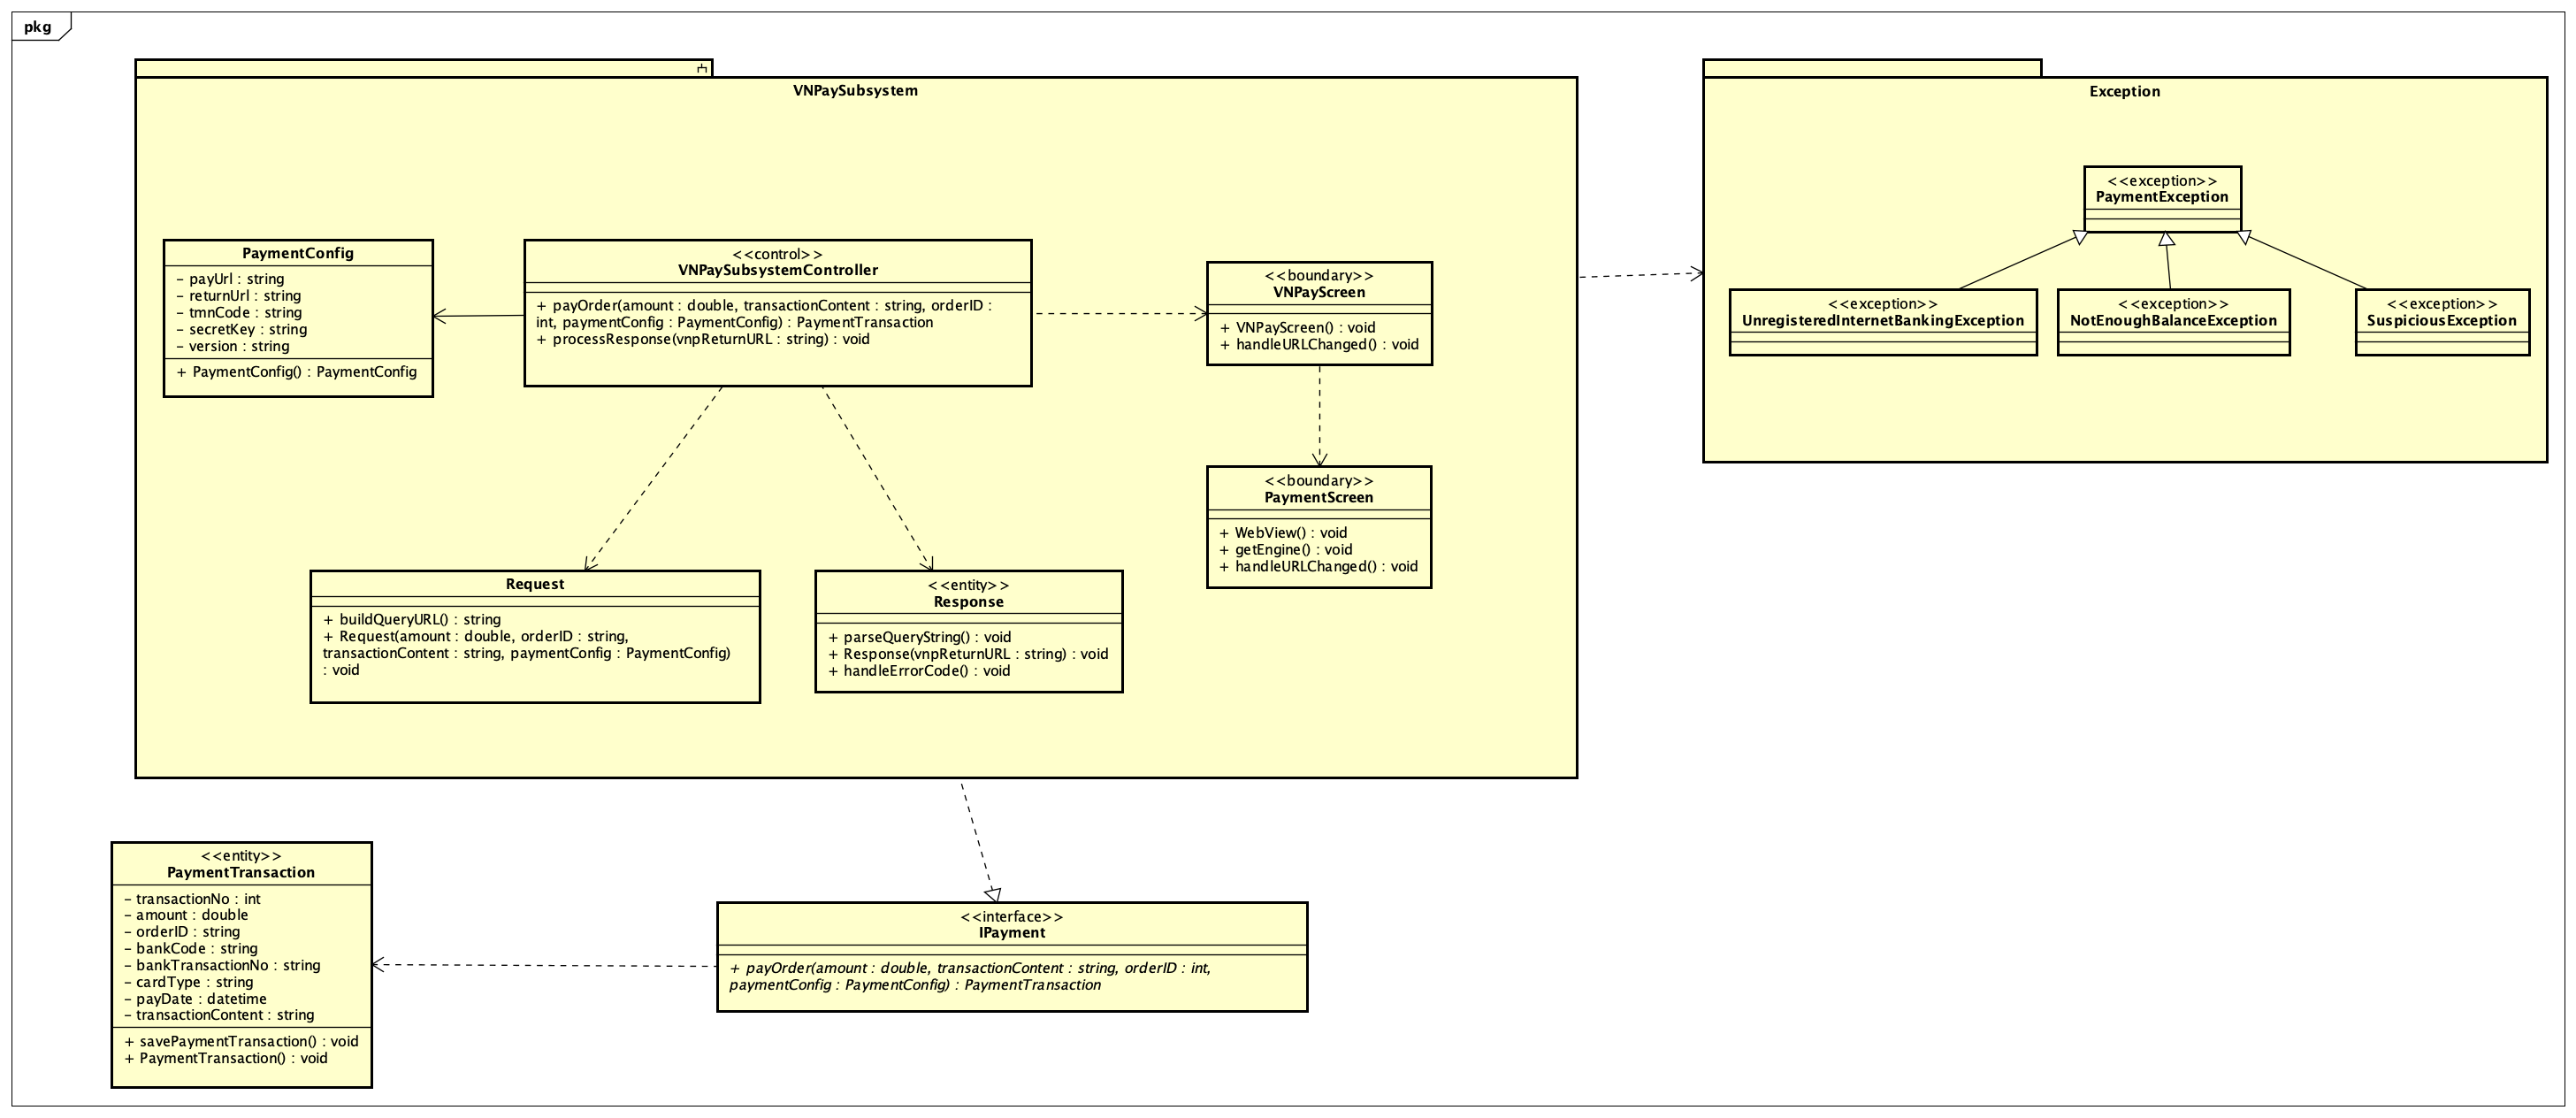 pkg
VNPaySubsystem
PaymentConfig
– payUrl : string
– returnUrl : string
– tmnCode : string
– secretKey : string
– version : string
+ PaymentConfig() : PaymentConfig
<<control>>
VNPaySubsystemController
+ payOrder(amount : double, transactionContent : string, orderID :
int, paymentConfig : PaymentConfig) : PaymentTransaction
+ processResponse(vnpReturnURL : string) : void
<<boundary>>
VNPayScreen
+ VNPayScreen() : void
+ handleURLChanged() : void
<<boundary>>
PaymentScreen
+ WebView() : void
+ getEngine() : void
+ handleURLChanged() : void
Request
+ buildQueryURL() : string
+ Request(amount : double, orderID : string,
transactionContent : string, paymentConfig : PaymentConfig)
: void
<<entity>>
Response
+ parseQueryString() : void
+ Response(vnpReturnURL : string) : void
+ handleErrorCode() : void
Exception
<<exception>>
PaymentException
<<exception>>
UnregisteredInternetBankingException
<<exception>>
NotEnoughBalanceException
<<exception>>
SuspiciousException
<<entity>>
PaymentTransaction
– transactionNo : int
– amount : double
– orderID : string
– bankCode : string
– bankTransactionNo : string
– cardType : string
– payDate : datetime
– transactionContent : string
+ savePaymentTransaction() : void
+ PaymentTransaction() : void
<<interface>>
IPayment
+ payOrder(amount : double, transactionContent : string, orderID : int,
paymentConfig : PaymentConfig) : PaymentTransaction